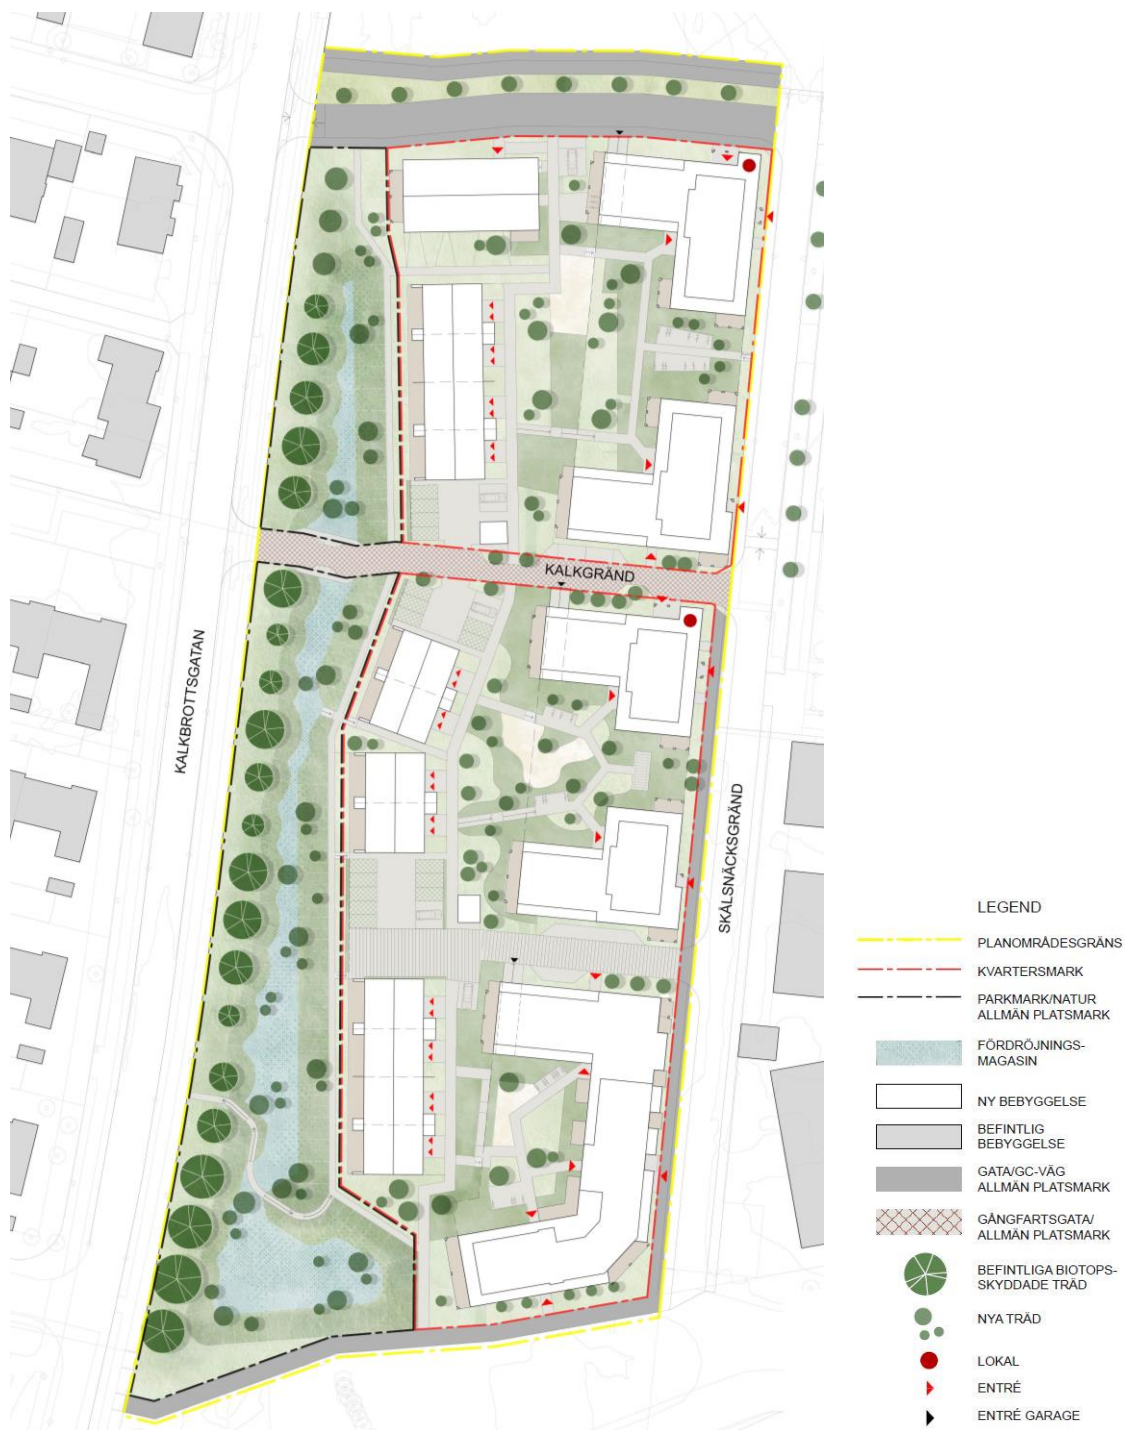 KALKGRÄND
KALKBROTTSGATAN
SKÅLSNÄCKSGRÄND
LEGEND
PLANOMRÅDESGRÄNS
KVARTERSMARK
PARKMARK/NATUR
ALLMÄN PLATSMARK
FÖRDRÖJNINGS-
MAGASIN
NY BEBYGGELSE
BEFINTLIG
BEBYGGELSE
GATA/GC-VÄG
ALLMÄN PLATSMARK
GÅNGFARTSGATA/
ALLMÄN PLATSMARK
BEFINTLIGA BIOTOPS-
SKYDDADE TRÄD
NYA TRÄD
LOKAL
ENTRÉ
ENTRÉ GARAGE